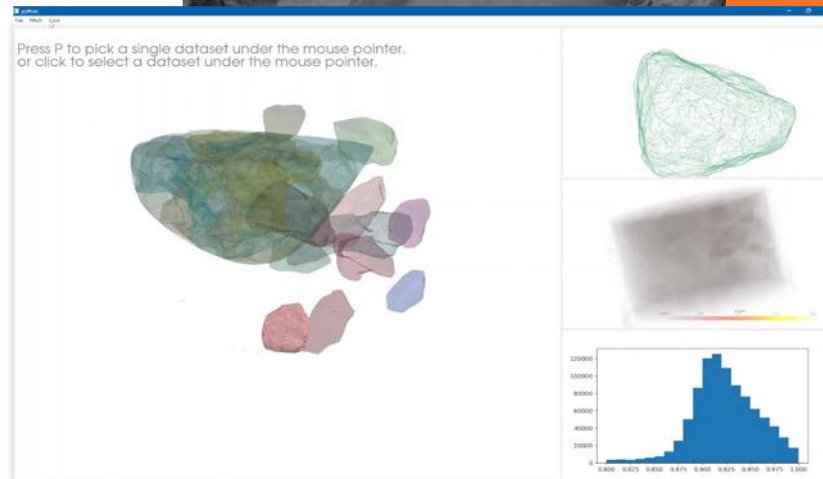 python
File Mesh
Press P to pick a single dataset under the mouse pointer.
or click to select a dataset under the mouse pointer.
120000
100000
80000
60000
40000
20000
0
0.800 0.825 0.850 0.875 0.900 0.925 0.950 0.975 1.000